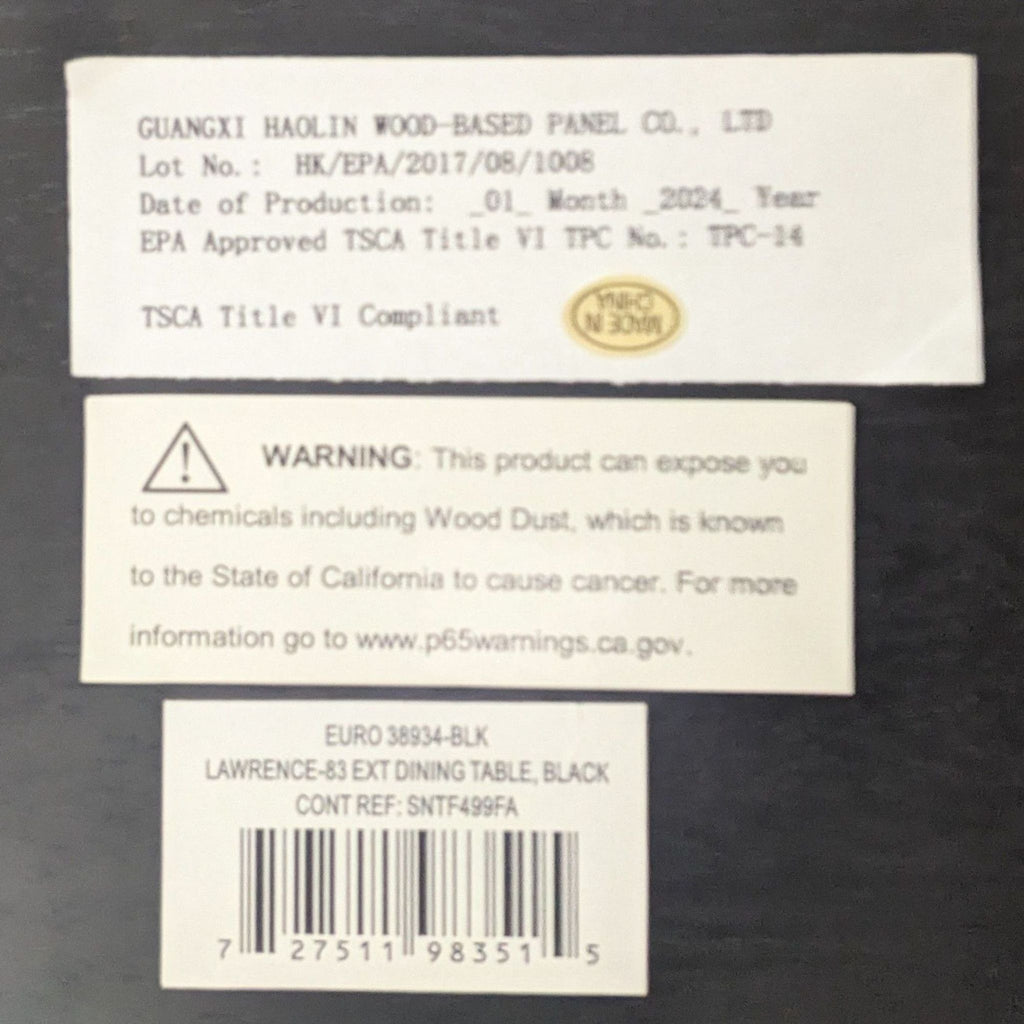 GUANGXI HAOLIN WOOD-BASED PANEL CO., LTD
Lot No.: HK/EPA/2017/08/1008
Date of Production: _01_ Month _2024_ Year
EPA Approved TSCA Title VI TPC No.: TPC-14
TSCA Title VI Compliant
MADE IN
CHINA
WARNING: This product can expose you
to chemicals including Wood Dust, which is known
to the State of California to cause cancer. For more
information go to www.p65warnings.ca.gov.
EURO 38934-BLK
LAWRENCE-83 EXT DINING TABLE, BLACK
CONT REF: SNTF499FA
7 27511 98351 5